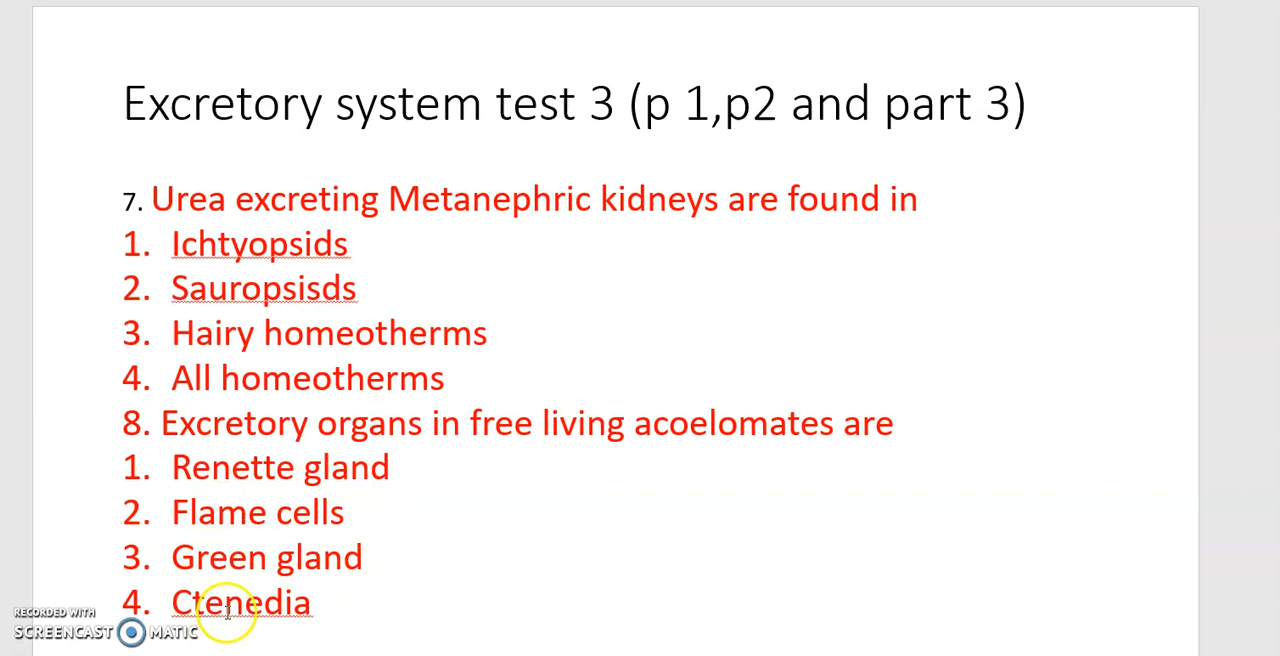 Excretory system test 3 (p 1,p2 and part 3)
7. Urea excreting Metanephric kidneys are found in
1. Ichtyopsids
2. Sauropsisds
3. Hairy homeotherms
4. All homeotherms
8. Excretory organs in free living acoelomates are
1. Renette gland
2. Flame cells
3. Green gland
4. Ctenedia
RECORDED WITH
SCREENCAST MATIC